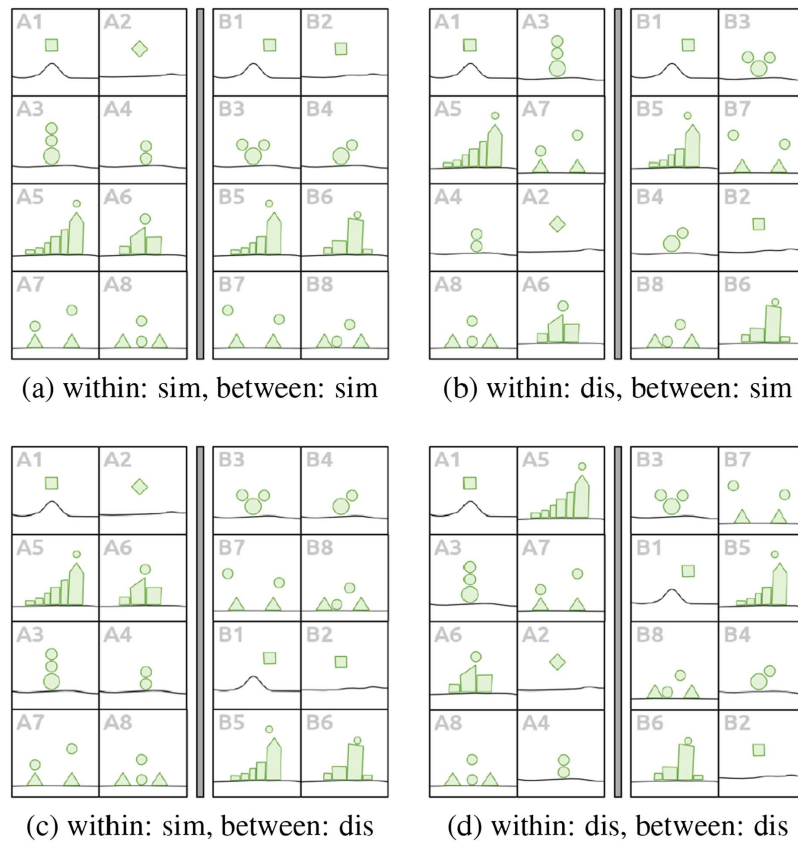 A1 A2 B1 B2
A3 A4 B3 B4
A5 A6 B5 B6
A7 A8 B7 B8
(a) within: sim, between: sim
A1 A3 B1 B3
A5 A7 B5 B7
A4 A2 B4 B2
A8 A6 B8 B6
(b) within: dis, between: sim
A1 A2 B3 B4
A5 A6 B7 B8
A3 A4 B1 B2
A7 A8 B5 B6
(c) within: sim, between: dis
A1 A5 B3 B7
A3 A7 B1 B5
A6 A2 B8 B4
A8 A4 B6 B2
(d) within: dis, between: dis